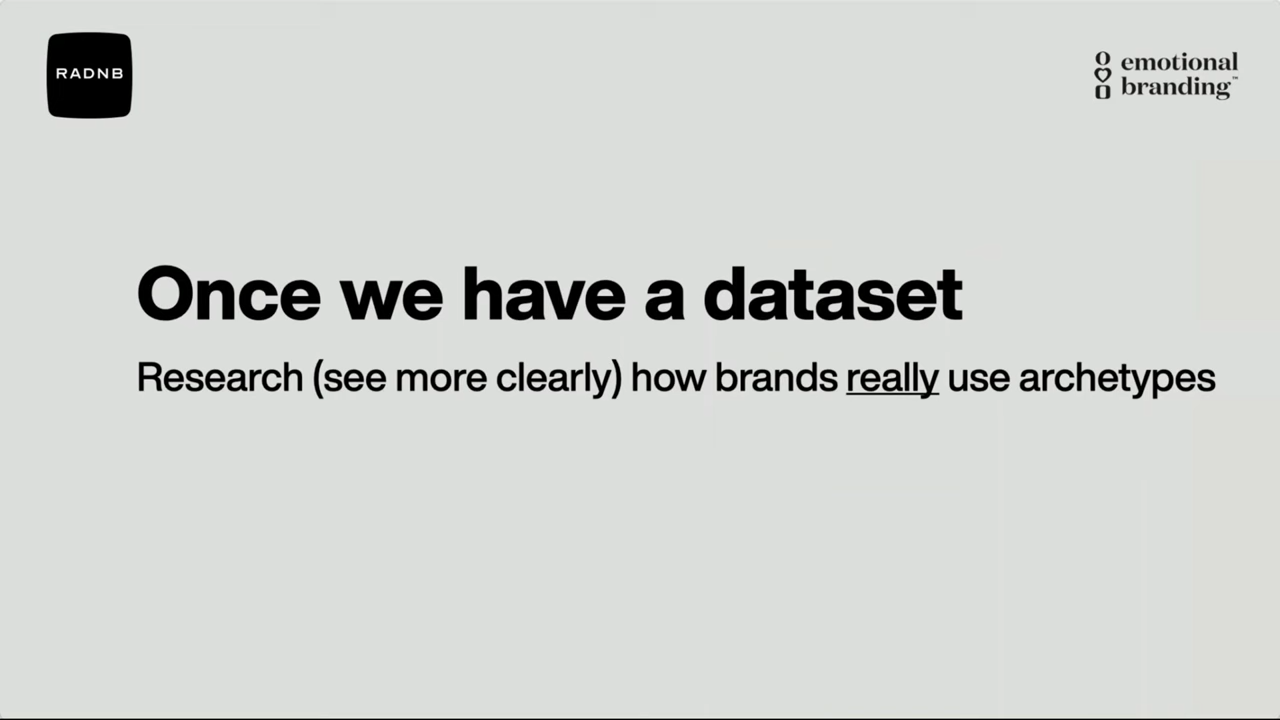 RADNB
emotional
branding™
Once we have a dataset
Research (see more clearly) how brands really use archetypes